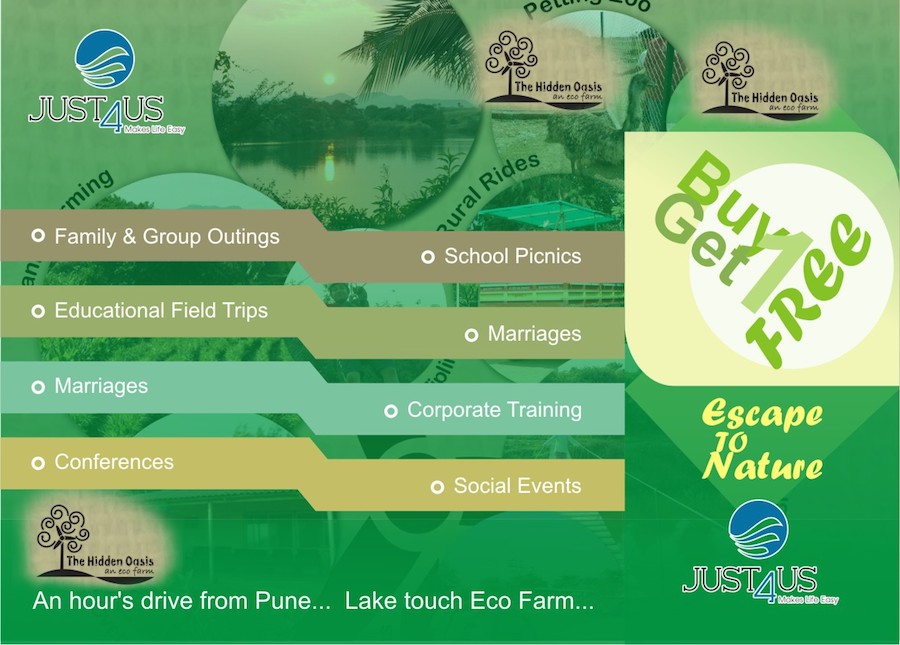 Petting Zoo
JUST4US
Makes Life Easy
The Hidden Oasis
an eco farm
The Hidden Oasis
an eco farm
Rural Rides
Family & Group Outings
School Picnics
Educational Field Trips
Marriages
Marriages
Corporate Training
Conferences
Social Events
The Hidden Oasis
an eco farm
An hour's drive from Pune... Lake touch Eco Farm...
Buy 1
Get 1
FREE
Escape
TO
Nature
JUST4US
Makes Life Easy